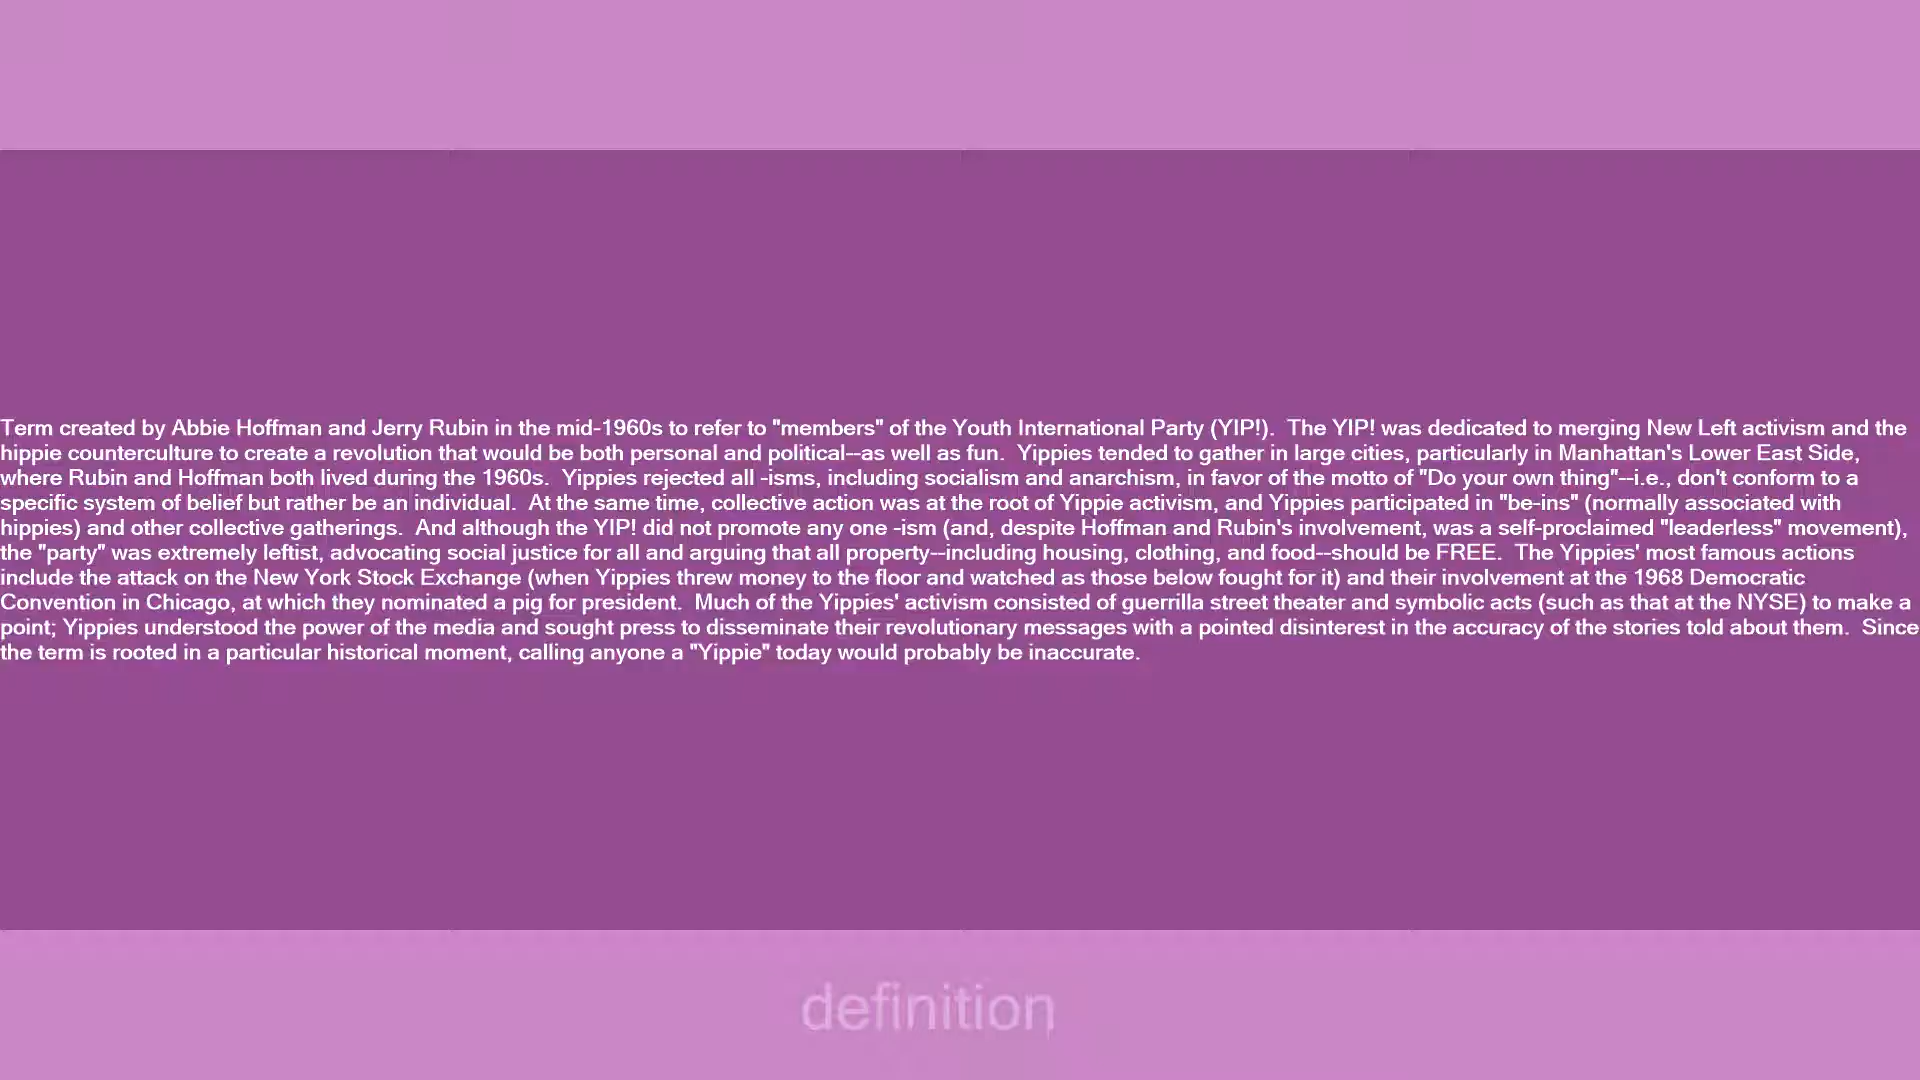 Term created by Abbie Hoffman and Jerry Rubin in the mid-1960s to refer to "members" of the Youth International Party (YIP!).  The YIP! was dedicated to merging New Left activism and the
hippie counterculture to create a revolution that would be both personal and political--as well as fun.  Yippies tended to gather in large cities, particularly in Manhattan's Lower East Side,
where Rubin and Hoffman both lived during the 1960s.  Yippies rejected all -isms, including socialism and anarchism, in favor of the motto of "Do your own thing"--i.e., don't conform to a
specific system of belief but rather be an individual.  At the same time, collective action was at the root of Yippie activism, and Yippies participated in "be-ins" (normally associated with
hippies) and other collective gatherings.  And although the YIP! did not promote any one -ism (and, despite Hoffman and Rubin's involvement, was a self-proclaimed "leaderless" movement),
the "party" was extremely leftist, advocating social justice for all and arguing that all property--including housing, clothing, and food--should be FREE.  The Yippies' most famous actions
include the attack on the New York Stock Exchange (when Yippies threw money to the floor and watched as those below fought for it) and their involvement at the 1968 Democratic
Convention in Chicago, at which they nominated a pig for president.  Much of the Yippies' activism consisted of guerrilla street theater and symbolic acts (such as that at the NYSE) to make a
point; Yippies understood the power of the media and sought press to disseminate their revolutionary messages with a pointed disinterest in the accuracy of the stories told about them.  Since
the term is rooted in a particular historical moment, calling anyone a "Yippie" today would probably be inaccurate.
definition